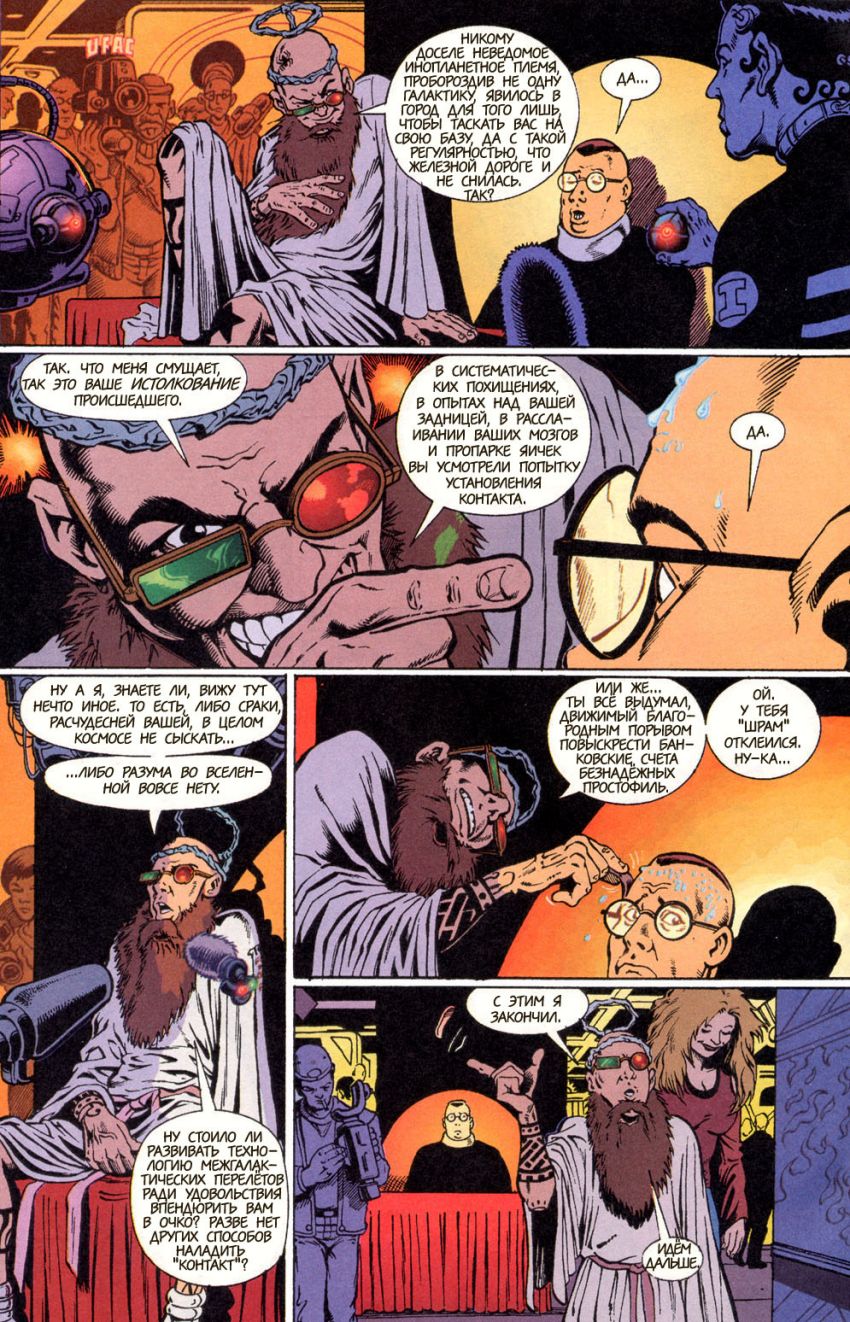 UFAC
НИКОМУ
ДОСЕЛЕ НЕВЕДОМОЕ
ИНОПЛАНЕТНОЕ ПЛЕМЯ,
ПРОБОРОЗДИВ НЕ ОДНУ
ГАЛАКТИКУ, ЯВИЛОСЬ В
ГОРОД ДЛЯ ТОГО ЛИШЬ,
ЧТОБЫ ТАСКАТЬ ВАС НА
СВОЮ БАЗУ, ДА С ТАКОЙ
РЕГУЛЯРНОСТЬЮ, ЧТО
ЖЕЛЕЗНОЙ ДОРОГЕ И
НЕ СНИЛАСЬ.
ТАК?
ДА...
I
ТАК. ЧТО МЕНЯ СМУЩАЕТ,
ТАК ЭТО ВАШЕ ИСТОЛКОВАНИЕ
ПРОИСШЕДШЕГО.
В СИСТЕМАТИЧЕ-
СКИХ ПОХИЩЕНИЯХ,
В ОПЫТАХ НАД ВАШЕЙ
ЗАДНИЦЕЙ, В РАССЛА-
ИВАНИИ ВАШИХ МОЗГОВ
И ПРОПАРКЕ ЯИЧЕК
ВЫ УСМОТРЕЛИ ПОПЫТКУ
УСТАНОВЛЕНИЯ
КОНТАКТА.
ДА.
НУ А Я, ЗНАЕТЕ ЛИ, ВИЖУ ТУТ
НЕЧТО ИНОЕ. ТО ЕСТЬ, ЛИБО СРАКИ,
РАСЧУДЕСНЕЙ ВАШЕЙ, В ЦЕЛОМ
КОСМОСЕ НЕ СЫСКАТЬ...
...ЛИБО РАЗУМА ВО ВСЕЛЕН-
НОЙ ВОВСЕ НЕТУ.
НУ СТОИЛО ЛИ
РАЗВИВАТЬ ТЕХНО-
ЛОГИЮ МЕЖГАЛАК-
ТИЧЕСКИХ ПЕРЕЛЁТОВ
РАДИ УДОВОЛЬСТВИЯ
ВПЕНДЮРИТЬ ВАМ
В ОЧКО? РАЗВЕ НЕТ
ДРУГИХ СПОСОБОВ
НАЛАДИТЬ
"КОНТАКТ"?
ИЛИ ЖЕ...
ТЫ ВСЁ ВЫДУМАЛ,
ДВИЖИМЫЙ БЛАГО-
РОДНЫМ ПОРЫВОМ
ПОВЫСКРЕСТИ БАН-
КОВСКИЕ СЧЕТА
БЕЗНАДЁЖНЫХ
ПРОСТОФИЛЬ.
ОЙ.
У ТЕБЯ
"ШРАМ"
ОТКЛЕИЛСЯ.
НУ-КА...
С ЭТИМ Я
ЗАКОНЧИЛ.
ИДЁМ
ДАЛЬШЕ.